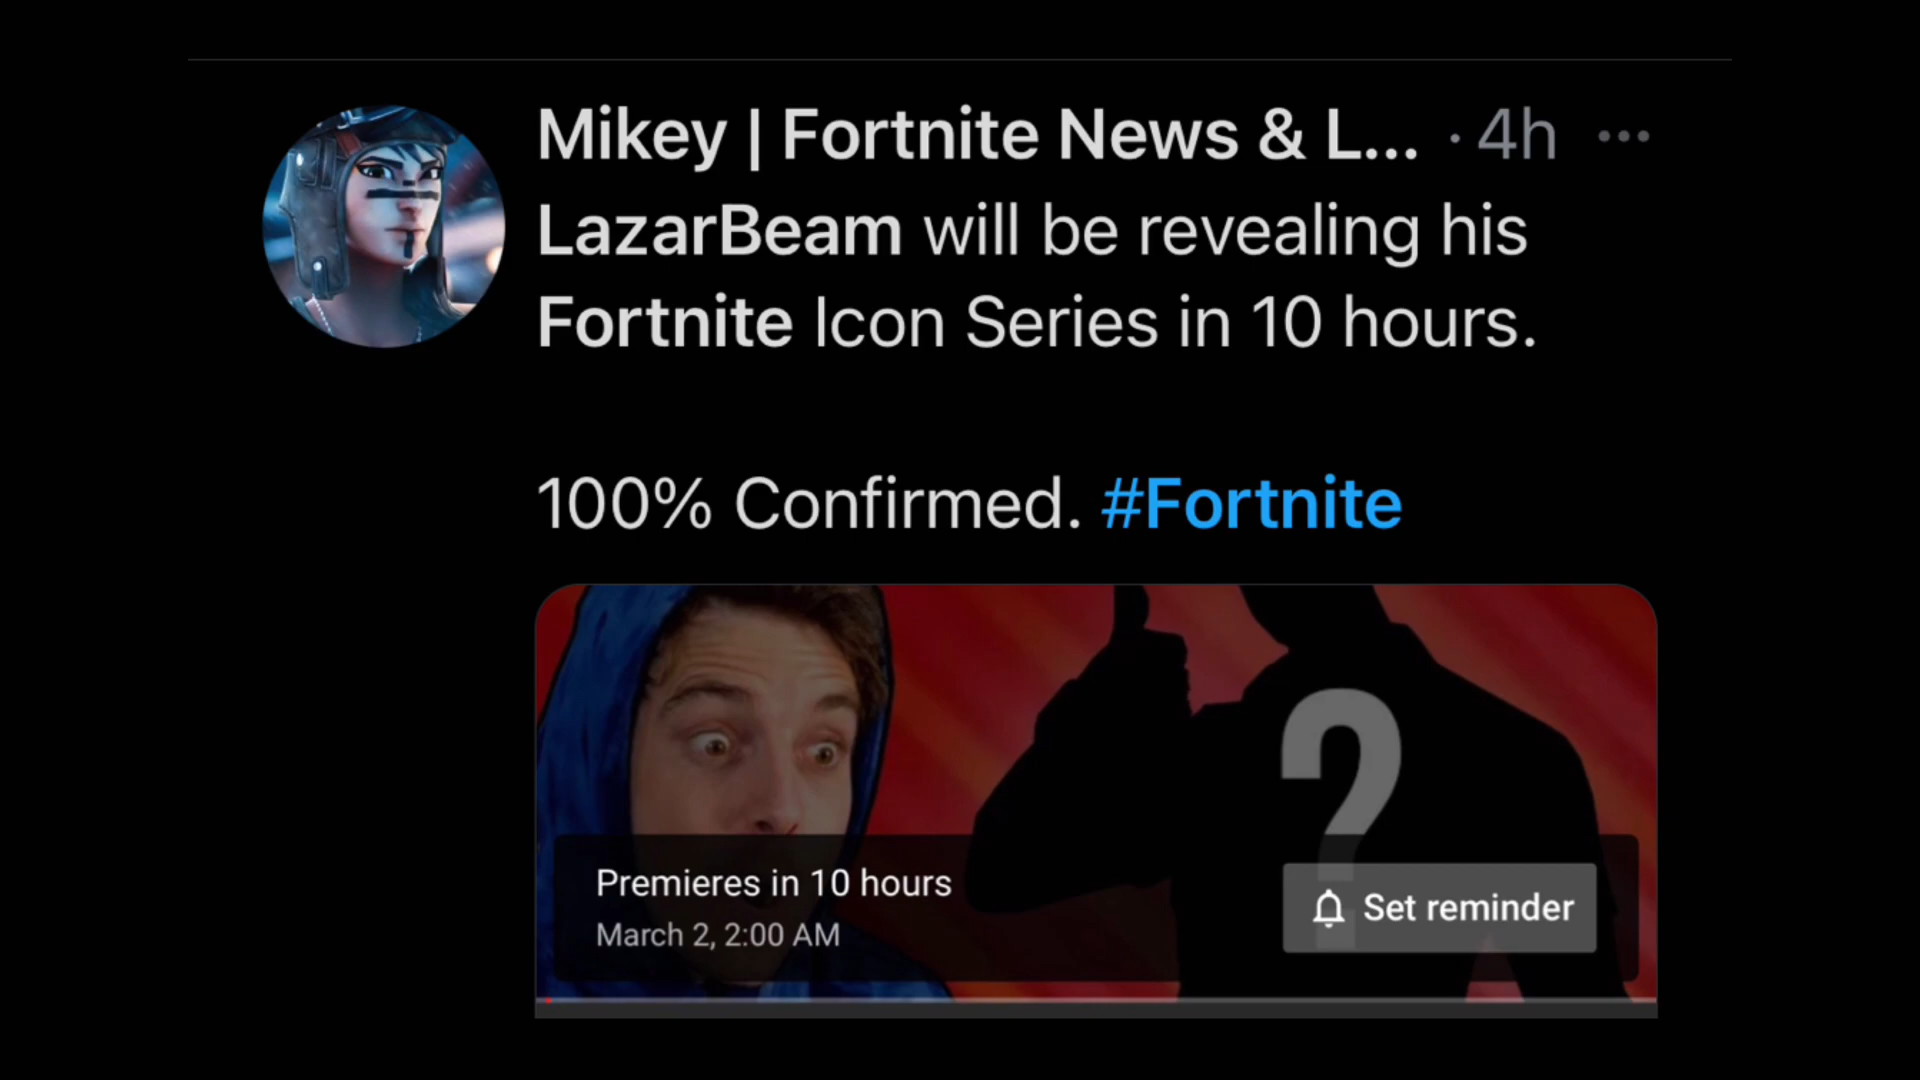 Mikey | Fortnite News & L... · 4h ···
LazarBeam will be revealing his
Fortnite Icon Series in 10 hours.
100% Confirmed. #Fortnite
?
Premieres in 10 hours
March 2, 2:00 AM
Set reminder